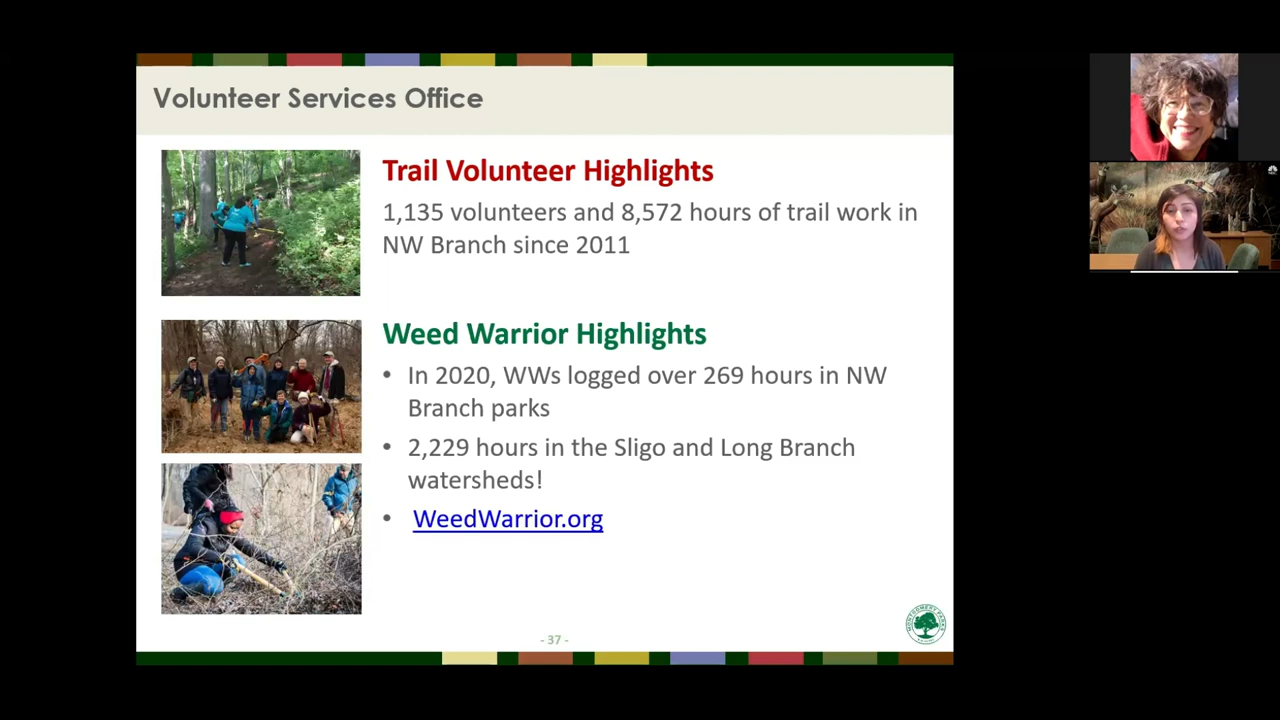 Volunteer Services Office
Trail Volunteer Highlights
1,135 volunteers and 8,572 hours of trail work in
NW Branch since 2011
Weed Warrior Highlights
• In 2020, WWs logged over 269 hours in NW
Branch parks
• 2,229 hours in the Sligo and Long Branch
watersheds!
• WeedWarrior.org
MONTGOMERY PARKS
- 37 -